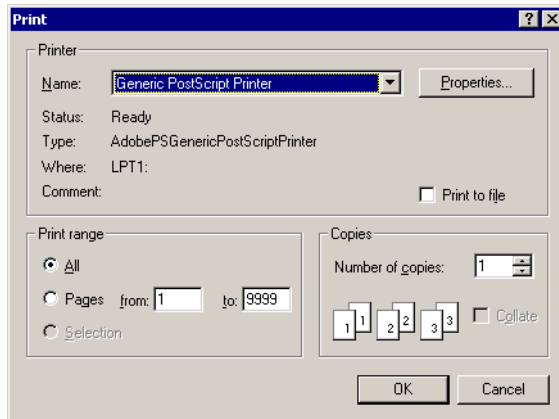 Print
Printer
Name: Generic PostScript Printer Properties...
Status: Ready
Type: AdobePSGenericPostScriptPrinter
Where: LPT1:
Comment: Print to file
Print range
All
Pages from: 1 to: 9999
Selection
Copies
Number of copies: 1
1 1 2 2 3 3 Collate
OK Cancel